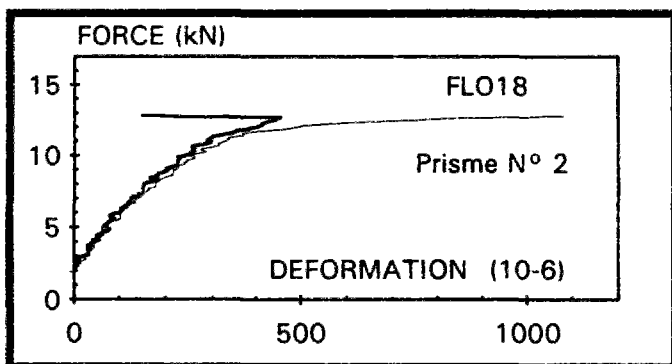 FORCE (kN)
15
FLO18
10
Prisme N° 2
5
DEFORMATION (10-6)
0
0 500 1000